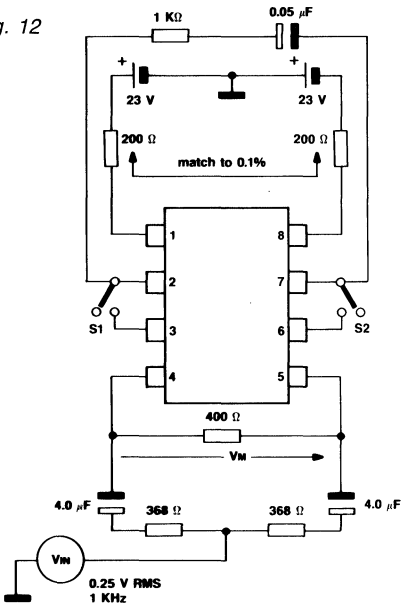 g. 12
1 KΩ
0.05 μF
+
+
23 V
23 V
200 Ω
200 Ω
match to 0.1%
1
8
2
7
S1
S2
3
6
4
5
400 Ω
VM
4.0 μF
368 Ω
368 Ω
4.0 μF
VIN
0.25 V RMS
1 KHz